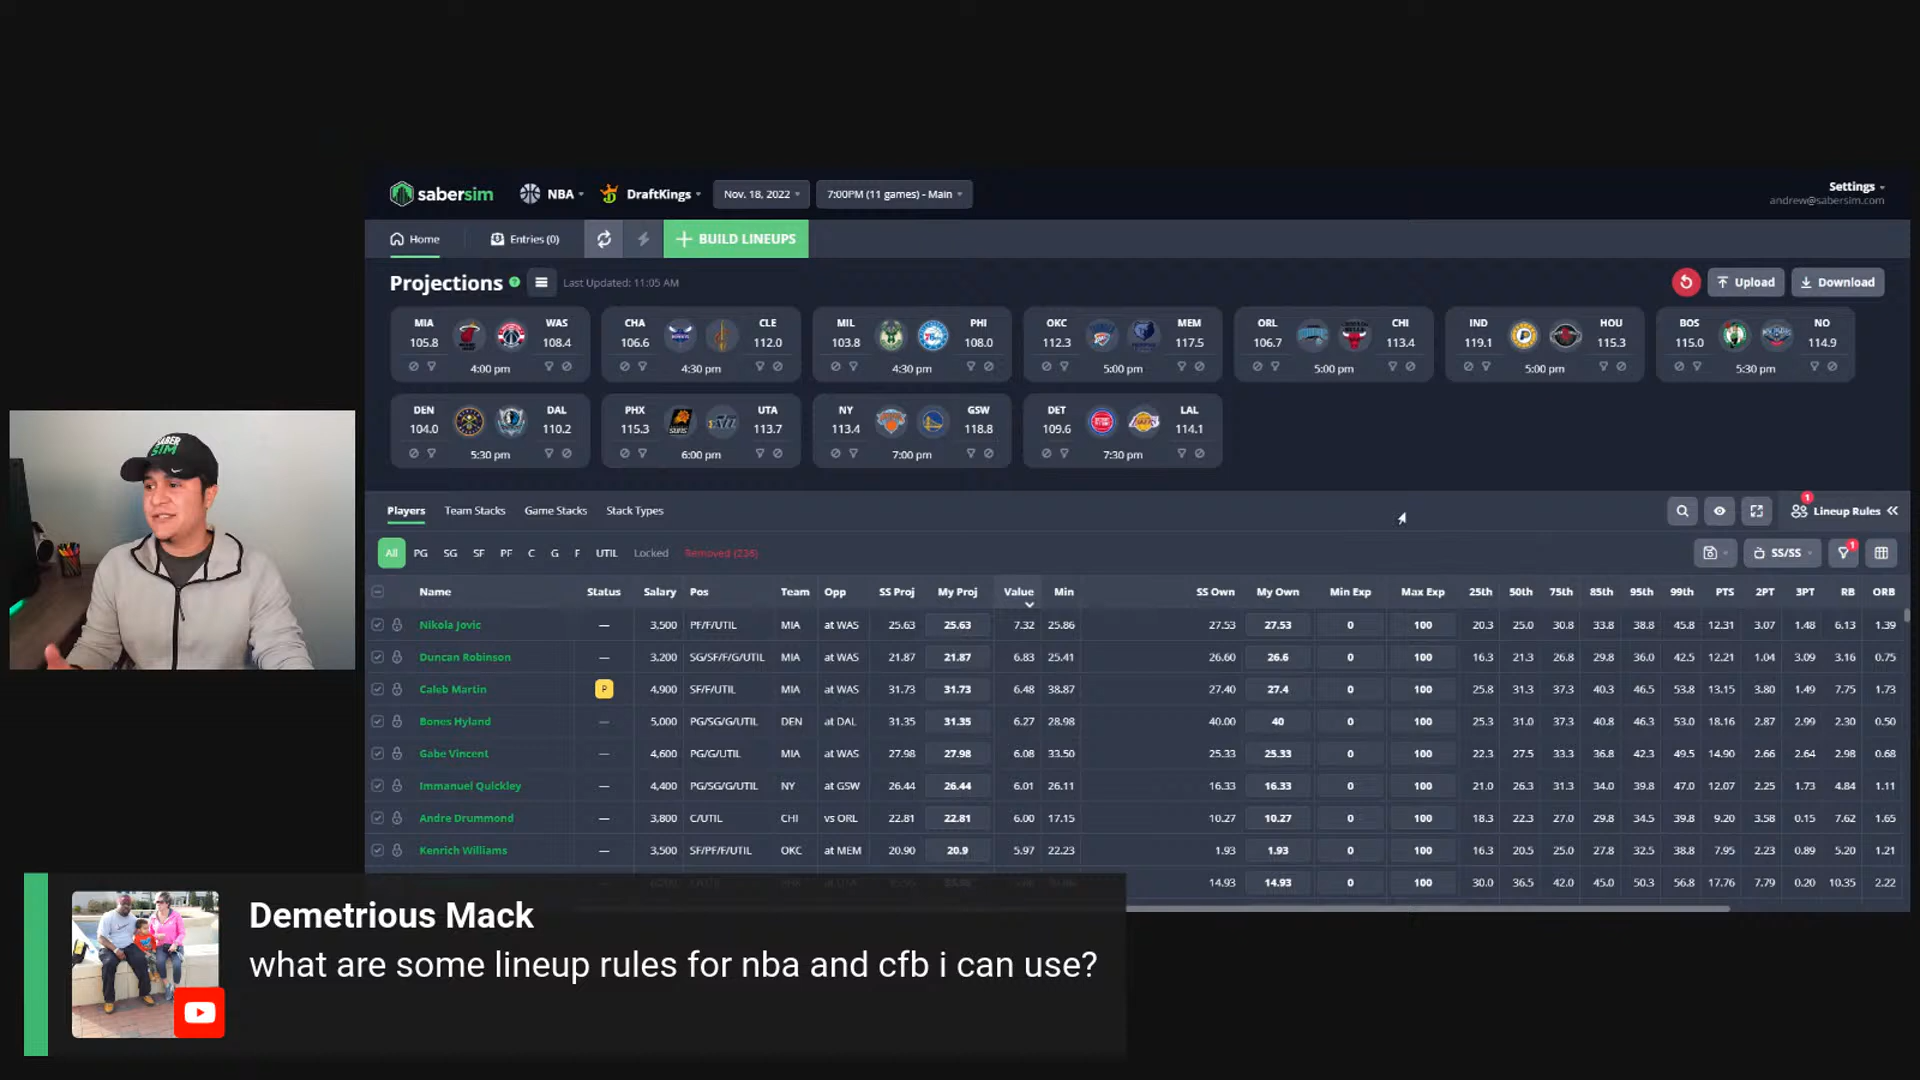 sabersim NBA DraftKings Nov. 18, 2022 7:00PM (11 games) - Main Settings
andrew@sabersim.com
Home Entries (0) BUILD LINEUPS
Projections Last Updated: 11:05 AM Upload Download
MIA WAS CHA CLE MIL PHI OKC MEM ORL CHI IND HOU BOS NO
105.8 108.4 106.6 112.0 103.8 108.0 112.3 117.5 106.7 113.4 119.1 115.3 115.0 114.9
4:00 pm 4:30 pm 4:30 pm 5:00 pm 5:00 pm 5:00 pm 5:30 pm
DEN DAL PHX UTA NY GSW DET LAL
104.0 110.2 115.3 113.7 113.4 118.8 109.6 114.1
5:30 pm 6:00 pm 7:00 pm 7:30 pm
Players Team Stacks Game Stacks Stack Types 1 Lineup Rules
All PG SG SF PF C G F UTIL Locked Removed (236) SS/SS 1
Name Status Salary Pos Team Opp SS Proj My Proj Value Min SS Own My Own Min Exp Max Exp 25th 50th 75th 85th 95th 99th PTS 2PT 3PT RB ORB
Nikola Jovic — 3,500 PF/F/UTIL MIA at WAS 25.63 25.63 7.32 25.86 27.53 27.53 0 100 20.3 25.0 30.8 33.8 38.8 45.8 12.31 3.07 1.48 6.13 1.39
Duncan Robinson — 3,200 SG/SF/F/G/UTIL MIA at WAS 21.87 21.87 6.83 25.41 26.60 26.6 0 100 16.3 21.3 26.8 29.8 36.0 42.5 12.21 1.04 3.09 3.16 0.75
Caleb Martin P 4,900 SF/F/UTIL MIA at WAS 31.73 31.73 6.48 38.87 27.40 27.4 0 100 25.8 31.3 37.3 40.3 46.5 53.8 13.15 3.80 1.49 7.75 1.73
Bones Hyland — 5,000 PG/SG/G/UTIL DEN at DAL 31.35 31.35 6.27 28.98 40.00 40 0 100 25.3 31.0 37.3 40.8 46.3 53.0 18.16 2.87 2.99 2.30 0.50
Gabe Vincent — 4,600 PG/G/UTIL MIA at WAS 27.98 27.98 6.08 33.50 25.33 25.33 0 100 22.3 27.5 33.3 36.8 42.3 49.5 14.90 2.66 2.64 2.98 0.68
Immanuel Quickley — 4,400 PG/SG/G/UTIL NY at GSW 26.44 26.44 6.01 26.11 16.33 16.33 0 100 21.0 26.3 31.3 34.0 39.8 47.0 12.07 2.25 1.73 4.84 1.11
Andre Drummond — 3,800 C/UTIL CHI vs ORL 22.81 22.81 6.00 17.15 10.27 10.27 0 100 18.3 22.3 27.0 29.8 34.5 39.8 9.20 3.58 0.15 7.62 1.65
Kenrich Williams — 3,500 SF/PF/F/UTIL OKC at MEM 20.90 20.9 5.97 22.23 1.93 1.93 0 100 16.3 20.5 25.0 27.8 32.5 38.8 7.95 2.23 0.89 5.20 1.21
14.93 14.93 0 100 30.0 36.5 42.0 45.0 50.3 56.8 17.76 7.79 0.20 10.35 2.22
SABER
SIM
Demetrious Mack
what are some lineup rules for nba and cfb i can use?